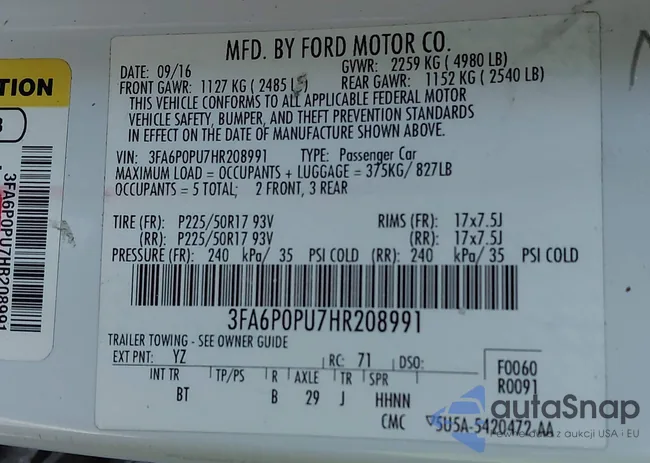 MFD. BY FORD MOTOR CO.
DATE: 09/16 GVWR: 2259 KG ( 4980 LB)
FRONT GAWR: 1127 KG ( 2485 LB) REAR GAWR: 1152 KG ( 2540 LB)
THIS VEHICLE CONFORMS TO ALL APPLICABLE FEDERAL MOTOR
VEHICLE SAFETY, BUMPER, AND THEFT PREVENTION STANDARDS
IN EFFECT ON THE DATE OF MANUFACTURE SHOWN ABOVE.
VIN: 3FA6P0PU7HR208991 TYPE: Passenger Car
MAXIMUM LOAD = OCCUPANTS + LUGGAGE = 375KG/ 827LB
OCCUPANTS = 5 TOTAL; 2 FRONT, 3 REAR
TIRE (FR): P225/50R17 93V RIMS (FR): 17x7.5J
(RR): P225/50R17 93V (RR): 17x7.5J
PRESSURE (FR): 240 kPa/ 35 PSI COLD (RR): 240 kPa/ 35 PSI COLD
3FA6P0PU7HR208991
TRAILER TOWING - SEE OWNER GUIDE
EXT PNT: YZ RC: 71 DSO: F0060
R0091
INT TR TP/PS R AXLE TR SPR
BT B 29 J HHNN
CMC 5U5A-5420472-AA
3FA6P0PU7HR208991
autaSnap
Pierwsze auto z aukcji USA i EU